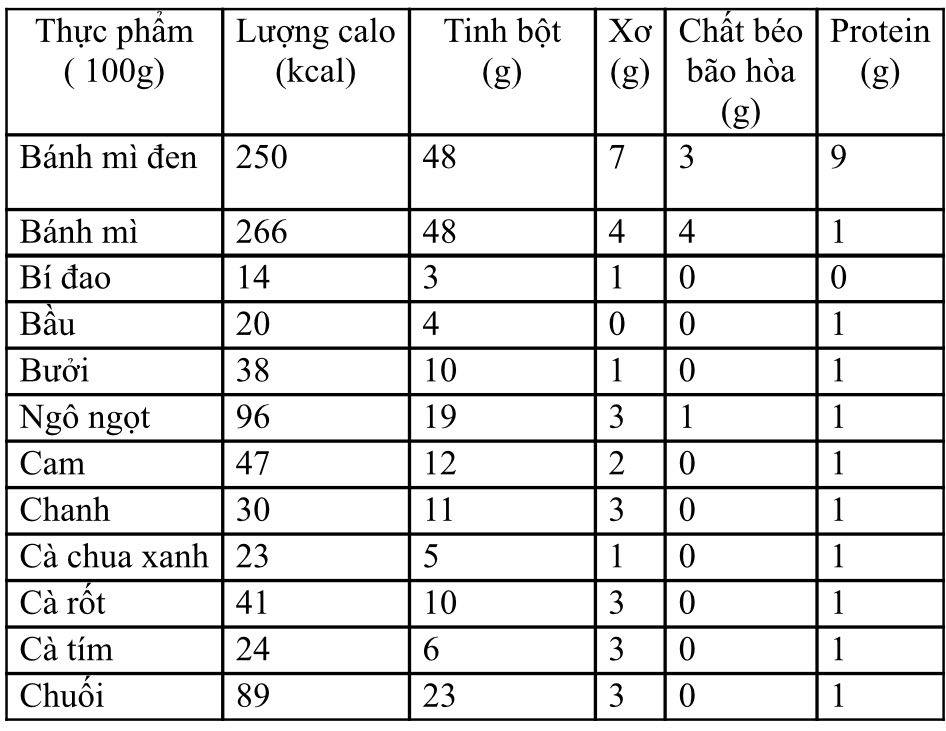 Thực phẩm ( 100g) Lượng calo (kcal) Tinh bột (g) Xơ (g) Chất béo bão hòa (g) Protein (g)
Bánh mì đen 250 48 7 3 9
Bánh mì 266 48 4 4 1
Bí đao 14 3 1 0 0
Bầu 20 4 0 0 1
Bưởi 38 10 1 0 1
Ngô ngọt 96 19 3 1 1
Cam 47 12 2 0 1
Chanh 30 11 3 0 1
Cà chua xanh 23 5 1 0 1
Cà rốt 41 10 3 0 1
Cà tím 24 6 3 0 1
Chuối 89 23 3 0 1